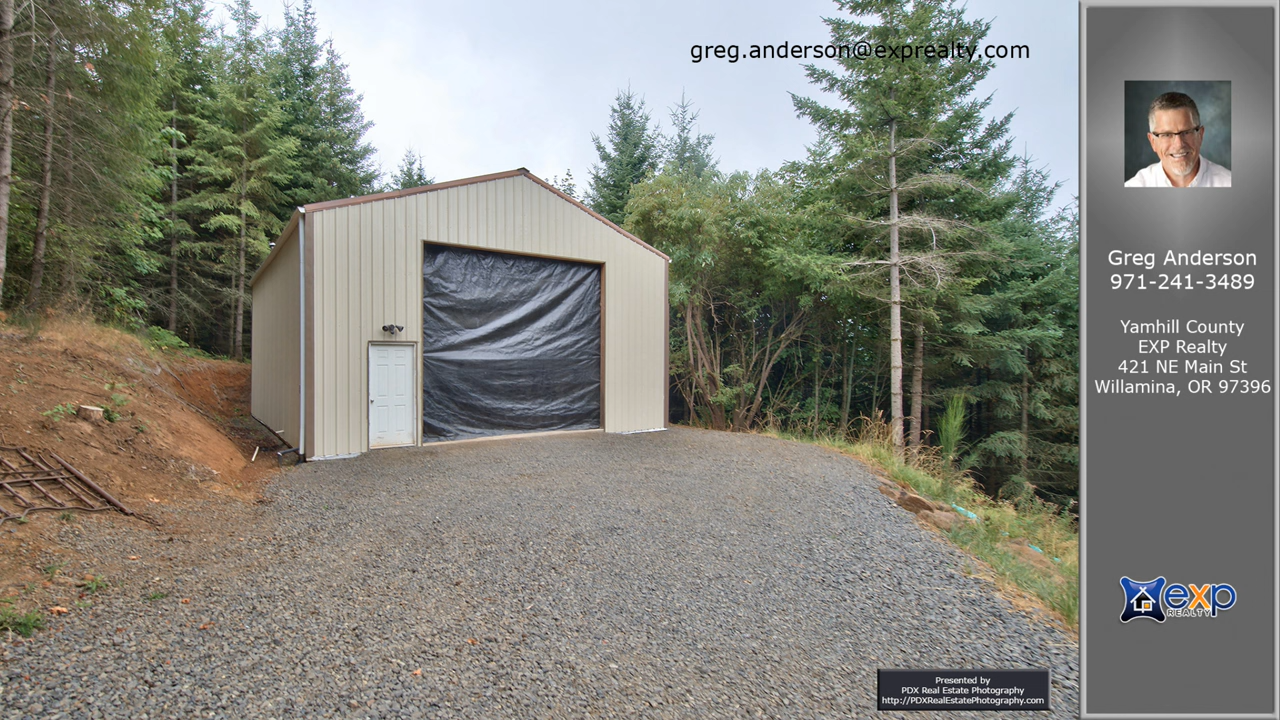 greg.anderson@exprealty.com
Greg Anderson
971-241-3489
Yamhill County
EXP Realty
421 NE Main St
Willamina, OR 97396
exp
REALTY
Presented by
PDX Real Estate Photography
http://PDXRealEstatePhotography.com